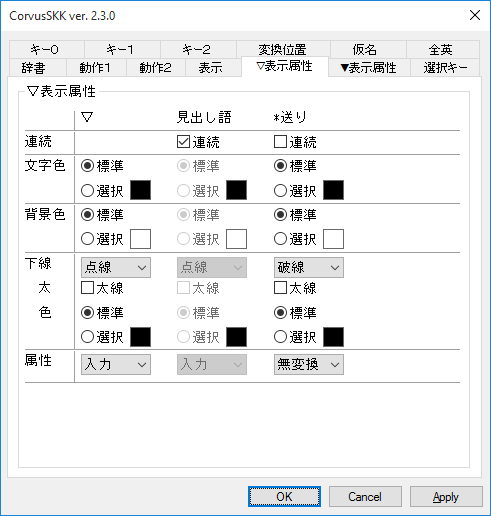 CorvusSKK ver. 2.3.0
キー0 キー1 キー2 変換位置 仮名 全英
辞書 動作1 動作2 表示 ▽表示属性 ▼表示属性 選択キー
▽表示属性
▽ 見出し語 *送り
連続 連続 連続
文字色 標準 標準 標準
選択 選択 選択
背景色 標準 標準 標準
選択 選択 選択
下線 点線 点線 破線
太 太線 太線 太線
色 標準 標準 標準
選択 選択 選択
属性 入力 入力 無変換
OK Cancel Apply